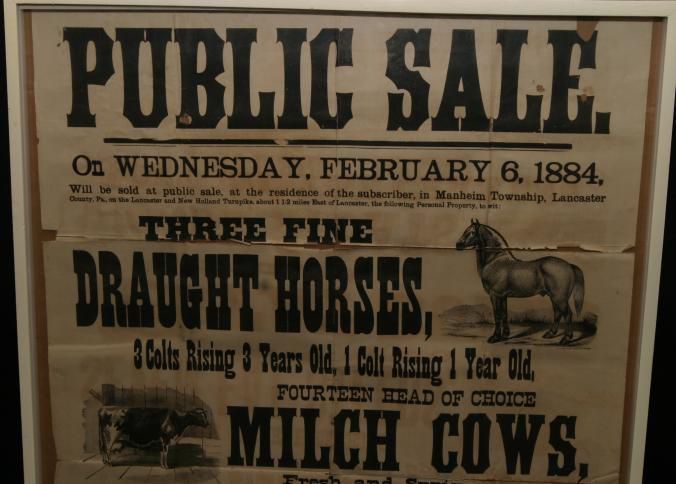 PUBLIC SALE.
On WEDNESDAY, FEBRUARY 6, 1884,
Will be sold at public sale, at the residence of the subscriber, in Manheim Township, Lancaster
County, Pa., on the Lancaster and New Holland Turnpike, about 1 1-2 miles East of Lancaster, the following Personal Property, to wit:
THREE FINE
DRAUGHT HORSES,
3 Colts Rising 3 Years Old, 1 Colt Rising 1 Year Old,
FOURTEEN HEAD OF CHOICE
MILCH COWS,
Fresh and